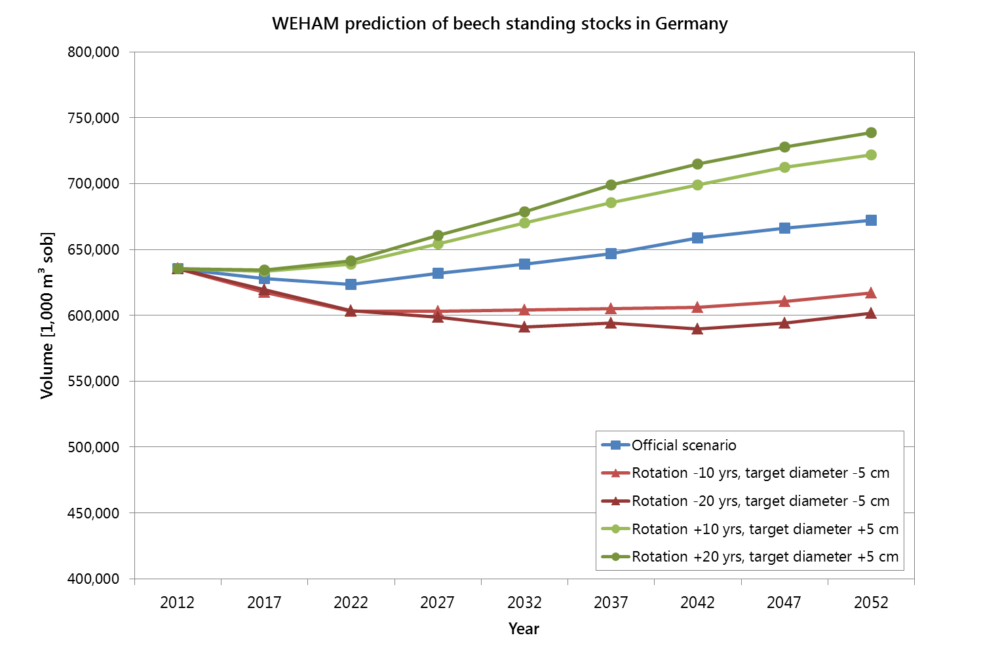 WEHAM prediction of beech standing stocks in Germany
800,000
750,000
700,000
650,000
600,000
550,000
500,000
450,000
400,000
Volume [1,000 m³ sob]
Official scenario
Rotation -10 yrs, target diameter -5 cm
Rotation -20 yrs, target diameter -5 cm
Rotation +10 yrs, target diameter +5 cm
Rotation +20 yrs, target diameter +5 cm
2012 2017 2022 2027 2032 2037 2042 2047 2052
Year